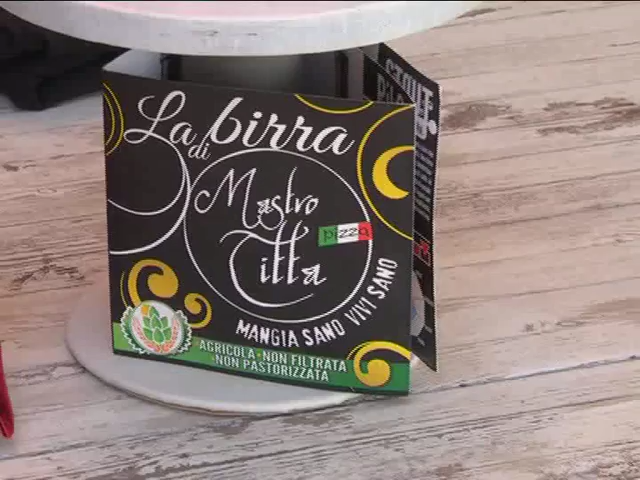 La birra
di
Mastro
Titta
pizza
MANGIA SANO VIVI SANO
AGRICOLA - NON FILTRATA
- NON PASTORIZZATA